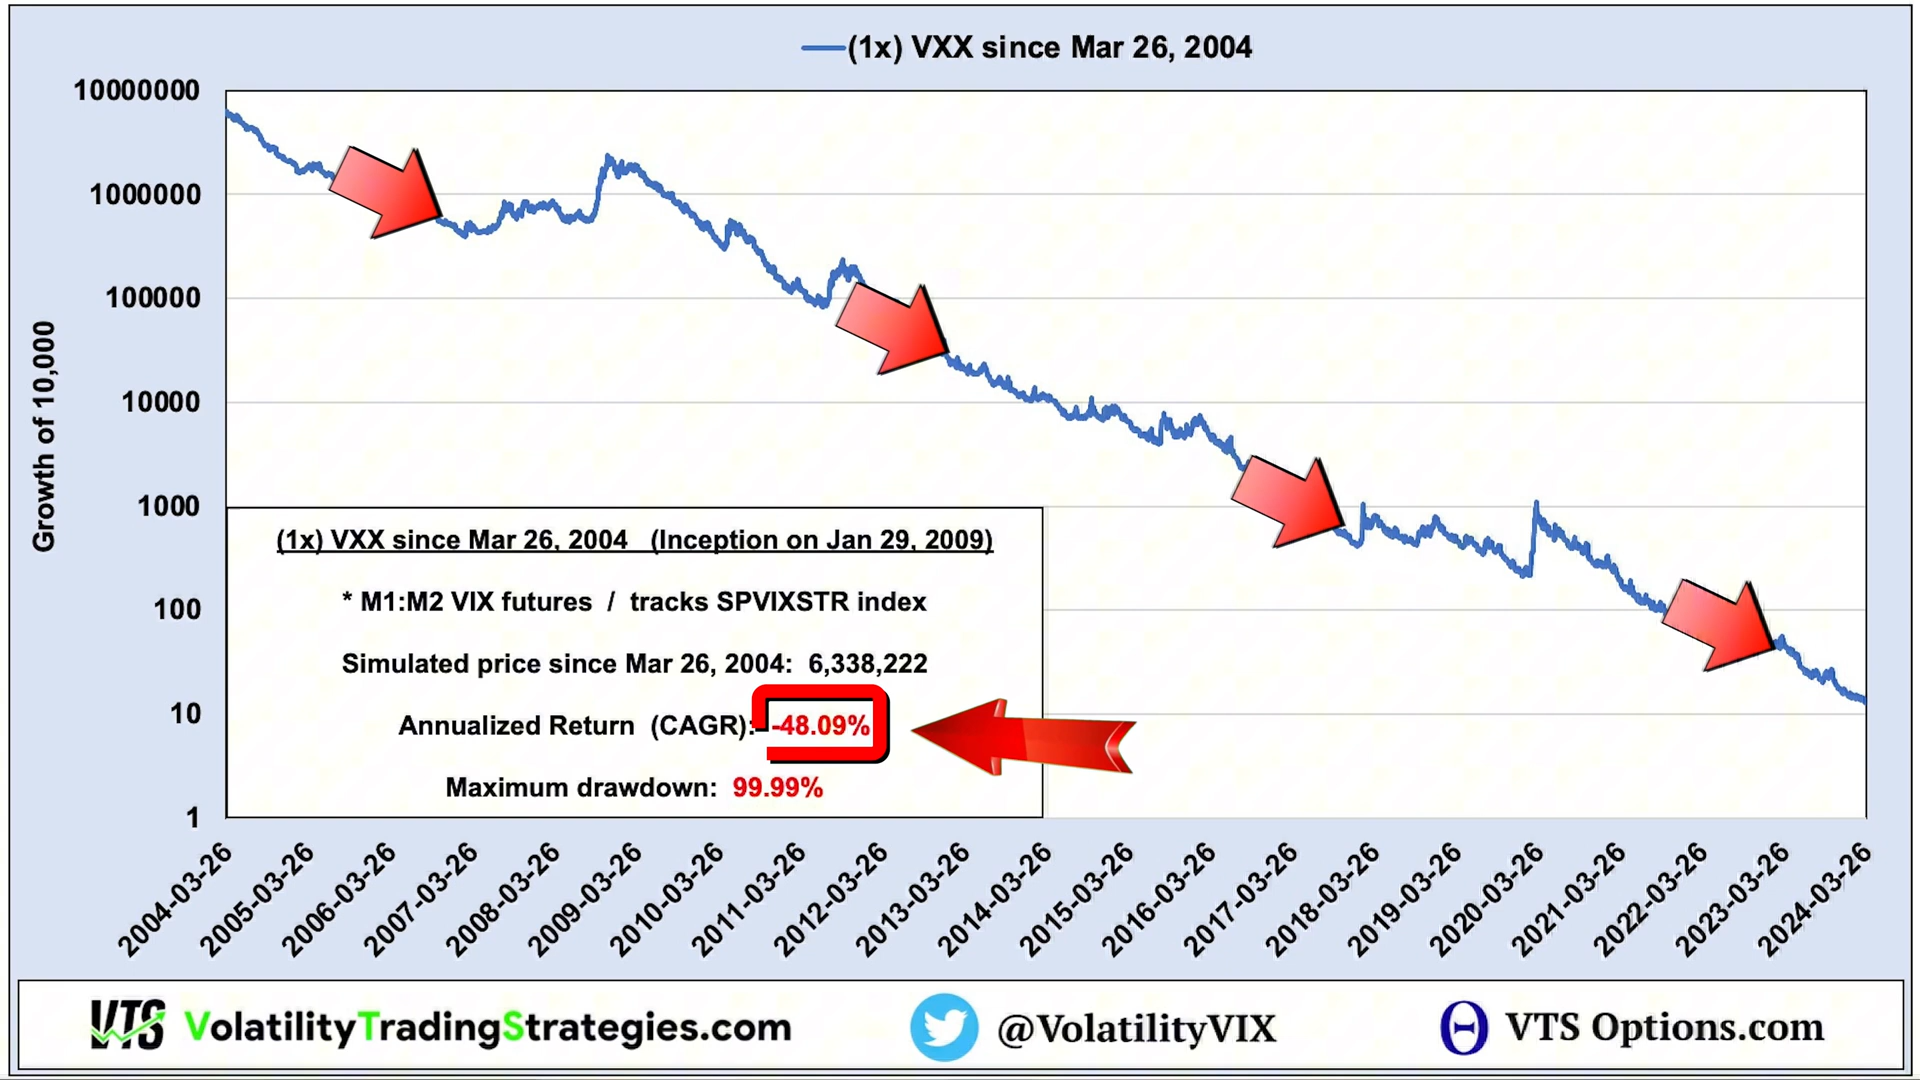 (1x) VXX since Mar 26, 2004
10000000
1000000
100000
10000
1000
100
10
1
Growth of 10,000
(1x) VXX since Mar 26, 2004 (Inception on Jan 29, 2009)
* M1:M2 VIX futures / tracks SPVIXSTR index
Simulated price since Mar 26, 2004: 6,338,222
Annualized Return (CAGR): -48.09%
Maximum drawdown: 99.99%
2004-03-26
2005-03-26
2006-03-26
2007-03-26
2008-03-26
2009-03-26
2010-03-26
2011-03-26
2012-03-26
2013-03-26
2014-03-26
2015-03-26
2016-03-26
2017-03-26
2018-03-26
2019-03-26
2020-03-26
2021-03-26
2022-03-26
2023-03-26
2024-03-26
VTS VolatilityTradingStrategies.com
@VolatilityVIX
VTS Options.com